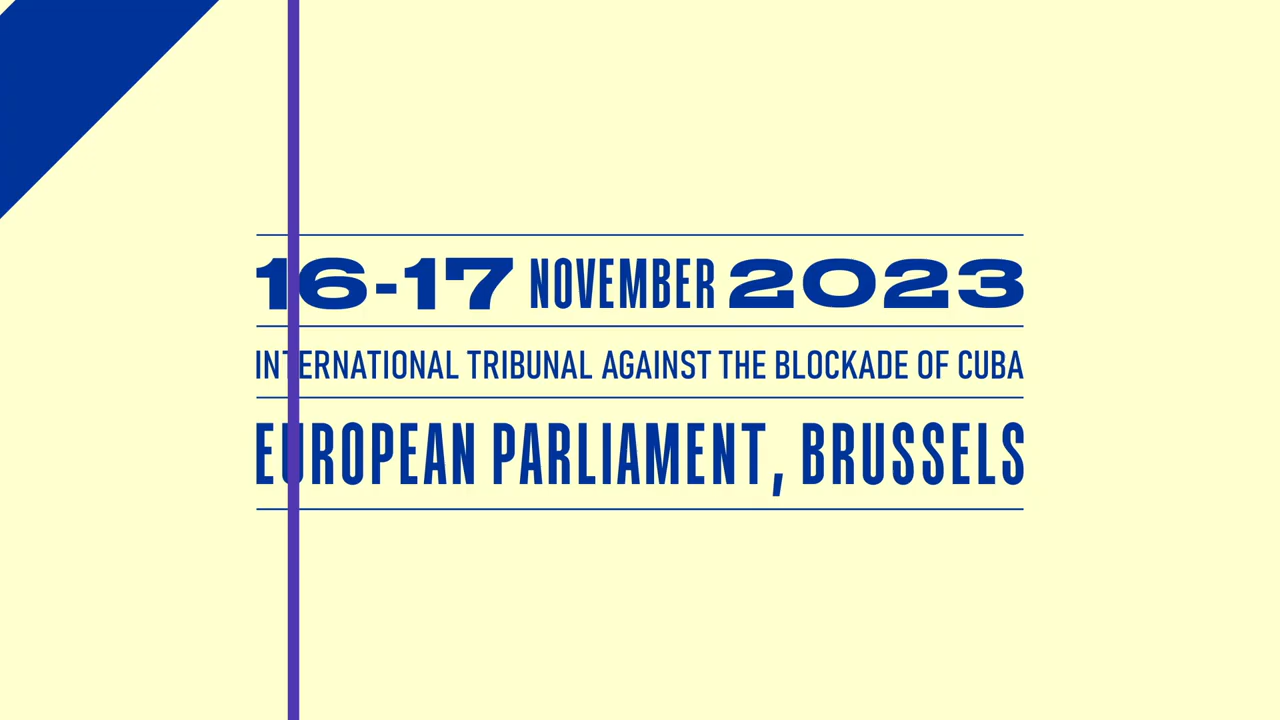 16-17 NOVEMBER 2023
INTERNATIONAL TRIBUNAL AGAINST THE BLOCKADE OF CUBA
EUROPEAN PARLIAMENT, BRUSSELS